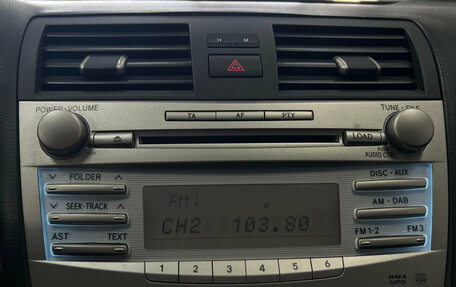 H M
POWER·VOLUME
TUNE·FILE
TA AF PTY
LOAD
AUDIO CTRL
FOLDER
DISC·AUX
FM1
SEEK·TRACK
AM·DAB
CH2 103.80
AST TEXT
FM1·2 FM3
1 2 3 4 5 6
WMA
MP3